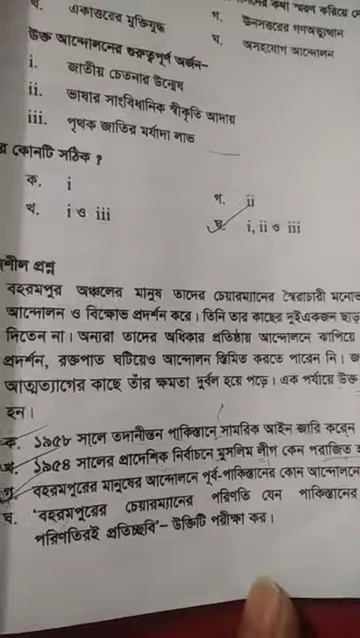 একাত্তরের মুক্তিযুদ্ধ
গ. উনসত্তরের গণঅভ্যুত্থান
ঘ. অসহযোগ আন্দোলন
উক্ত আন্দোলনের গুরুত্বপূর্ণ অর্জন–
i. জাতীয় চেতনার উন্মেষ
ii. ভাষার সাংবিধানিক স্বীকৃতি আদায়
iii. পৃথক জাতির মর্যাদা লাভ
কোনটি সঠিক ?
ক. i
গ. ii
খ. i ও iii
ঘ. i, ii ও iii
প্রশ্ন
বহরমপুর অঞ্চলের মানুষ তাদের চেয়ারম্যানের স্বৈরাচারী
আন্দোলন ও বিক্ষোভ প্রদর্শন করে। তিনি তার কাছের দুইএকজন ছাড়া
দিতেন না। অন্যরা তাদের অধিকার প্রতিষ্ঠায় আন্দোলনে ঝাপিয়ে
প্রদর্শন, রক্তপাত ঘটিয়েও আন্দোলন স্তিমিত করতে পারেন নি।
আত্মত্যাগের কাছে তাঁর ক্ষমতা দুর্বল হয়ে পড়ে। এক পর্যায়ে উক্ত
হন।
ক. ১৯৫৮ সালে তদানীন্তন পাকিস্তানে সামরিক আইন জারি করেন
খ. ১৯৫৪ সালের প্রাদেশিক নির্বাচনে মুসলিম লীগ কেন পরাজিত
গ. বহরমপুরের মানুষের আন্দোলনে পূর্ব-পাকিস্তানের কোন আন্দোলনে
ঘ. 'বহরমপুরের চেয়ারম্যানের পরিণতি যেন পাকিস্তানের
পরিণতিরই প্রতিচ্ছবি'– উক্তিটি পরীক্ষা কর।